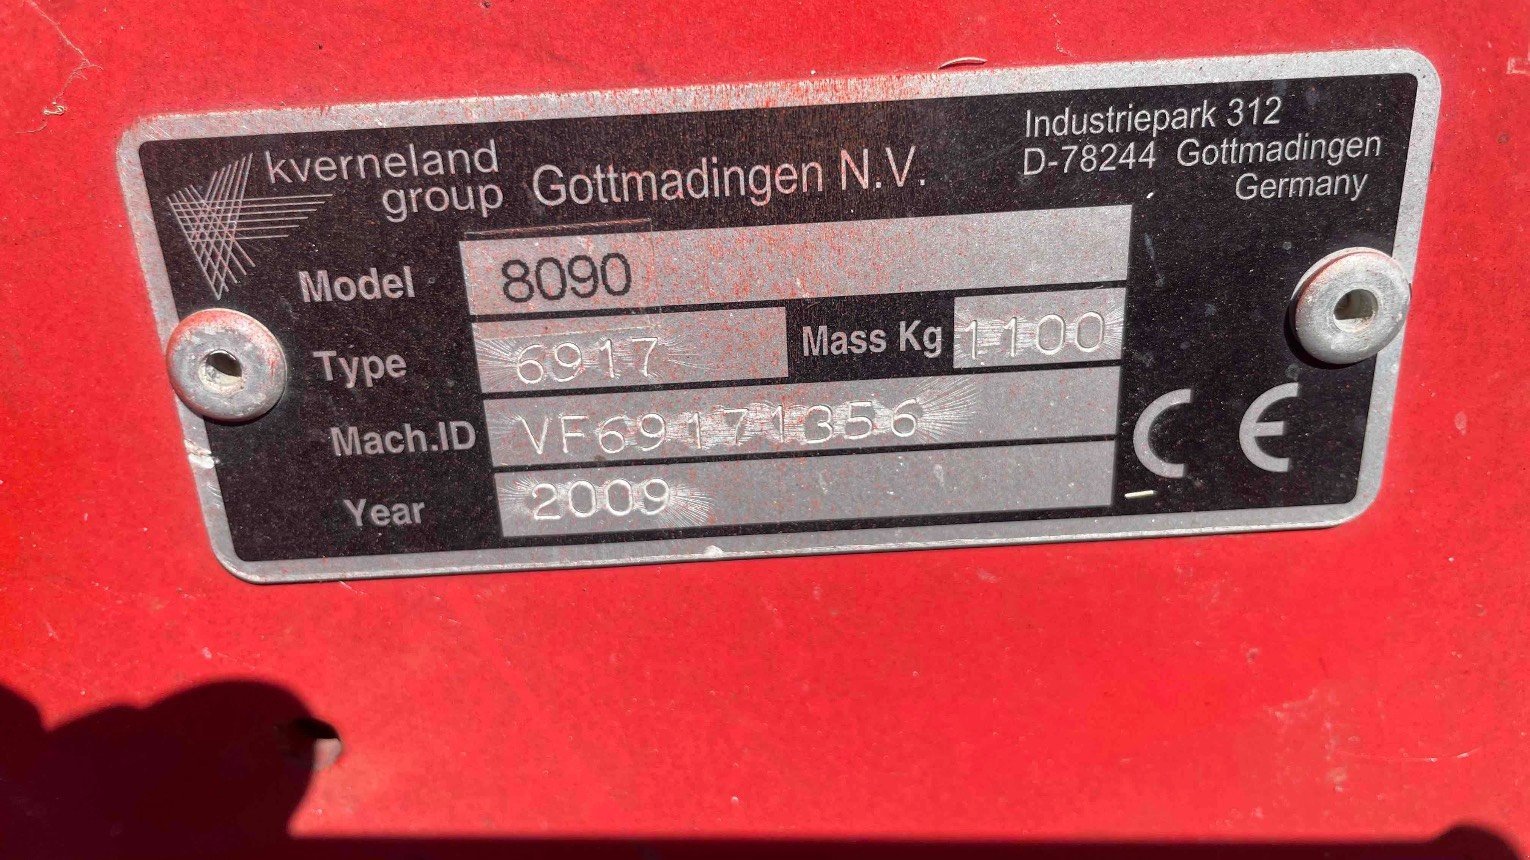 kverneland
group
Gottmadingen N.V.
Industriepark 312
D-78244 Gottmadingen
Germany
Model 8090
Type 6917 Mass Kg 1100
Mach.ID VF69171356
Year 2009
CE